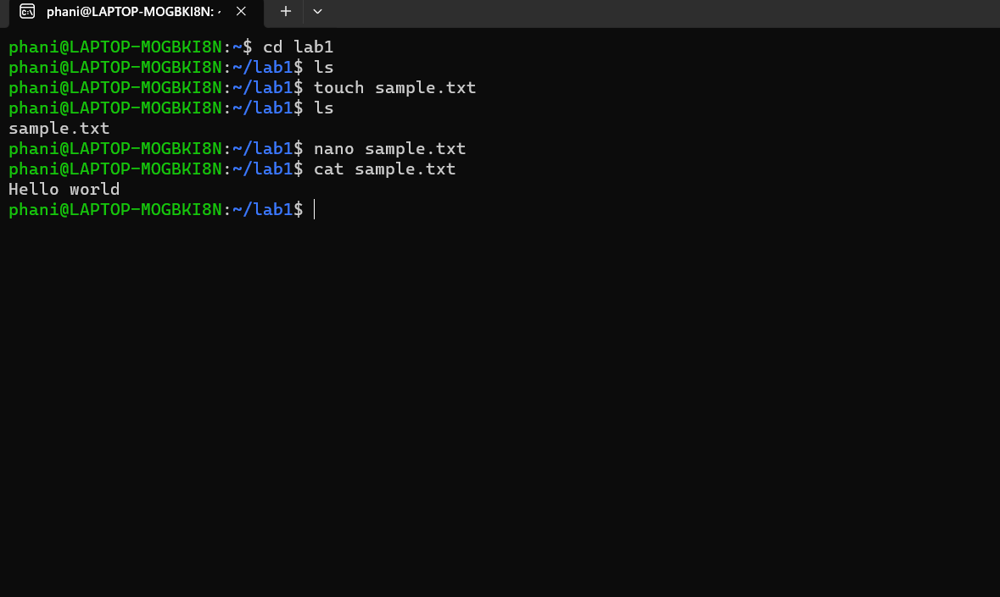 phani@LAPTOP-MOGBKI8N: ~
phani@LAPTOP-MOGBKI8N:~$ cd lab1
phani@LAPTOP-MOGBKI8N:~/lab1$ ls
phani@LAPTOP-MOGBKI8N:~/lab1$ touch sample.txt
phani@LAPTOP-MOGBKI8N:~/lab1$ ls
sample.txt
phani@LAPTOP-MOGBKI8N:~/lab1$ nano sample.txt
phani@LAPTOP-MOGBKI8N:~/lab1$ cat sample.txt
Hello world
phani@LAPTOP-MOGBKI8N:~/lab1$